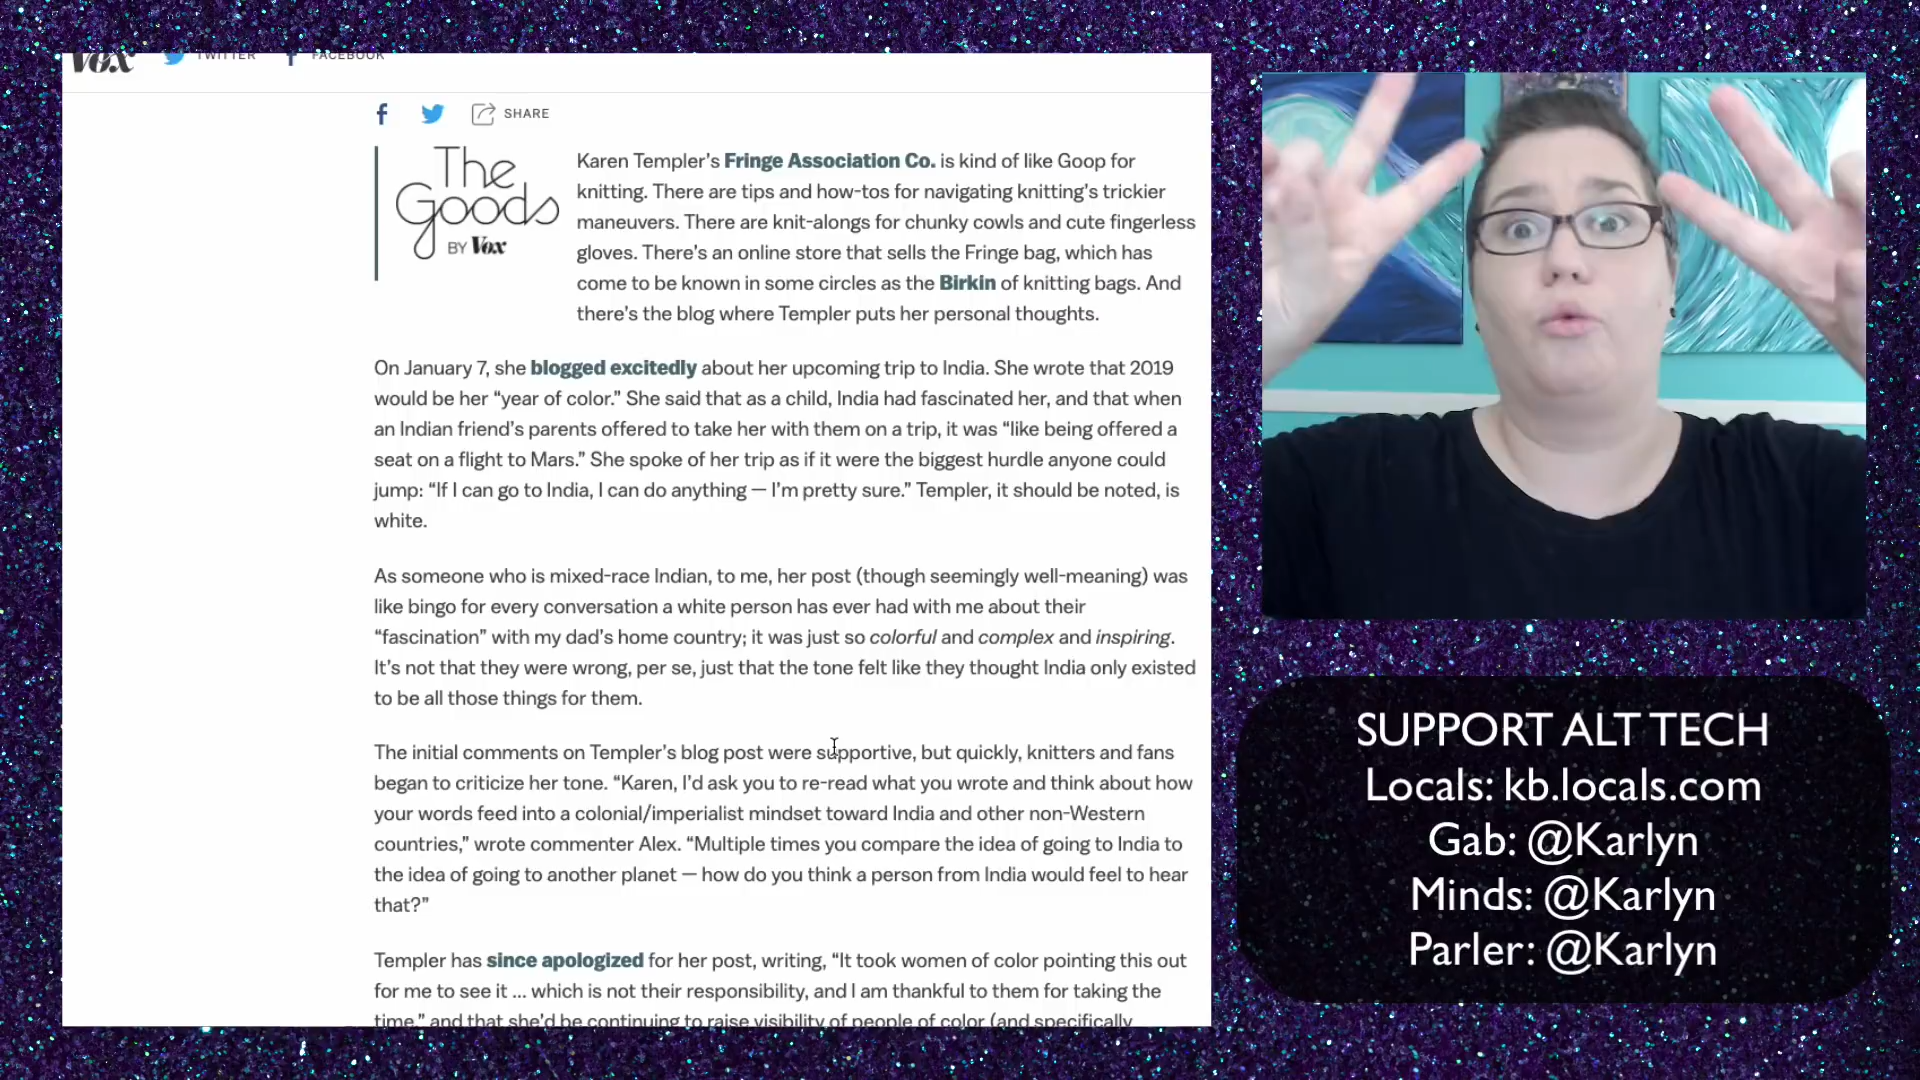 Vox TWITTER FACEBOOK
SHARE
The
Goods
BY Vox
Karen Templer’s Fringe Association Co. is kind of like Goop for
knitting. There are tips and how-tos for navigating knitting’s trickier
maneuvers. There are knit-alongs for chunky cowls and cute fingerless
gloves. There’s an online store that sells the Fringe bag, which has
come to be known in some circles as the Birkin of knitting bags. And
there’s the blog where Templer puts her personal thoughts.
On January 7, she blogged excitedly about her upcoming trip to India. She wrote that 2019
would be her “year of color.” She said that as a child, India had fascinated her, and that when
an Indian friend’s parents offered to take her with them on a trip, it was “like being offered a
seat on a flight to Mars.” She spoke of her trip as if it were the biggest hurdle anyone could
jump: “If I can go to India, I can do anything — I’m pretty sure.” Templer, it should be noted, is
white.
As someone who is mixed-race Indian, to me, her post (though seemingly well-meaning) was
like bingo for every conversation a white person has ever had with me about their
“fascination” with my dad’s home country; it was just so colorful and complex and inspiring.
It’s not that they were wrong, per se, just that the tone felt like they thought India only existed
to be all those things for them.
The initial comments on Templer’s blog post were supportive, but quickly, knitters and fans
began to criticize her tone. “Karen, I’d ask you to re-read what you wrote and think about how
your words feed into a colonial/imperialist mindset toward India and other non-Western
countries,” wrote commenter Alex. “Multiple times you compare the idea of going to India to
the idea of going to another planet — how do you think a person from India would feel to hear
that?”
Templer has since apologized for her post, writing, “It took women of color pointing this out
for me to see it ... which is not their responsibility, and I am thankful to them for taking the
time,” and that she’d be continuing to raise visibility of people of color (and specifically
SUPPORT ALT TECH
Locals: kb.locals.com
Gab: @Karlyn
Minds: @Karlyn
Parler: @Karlyn